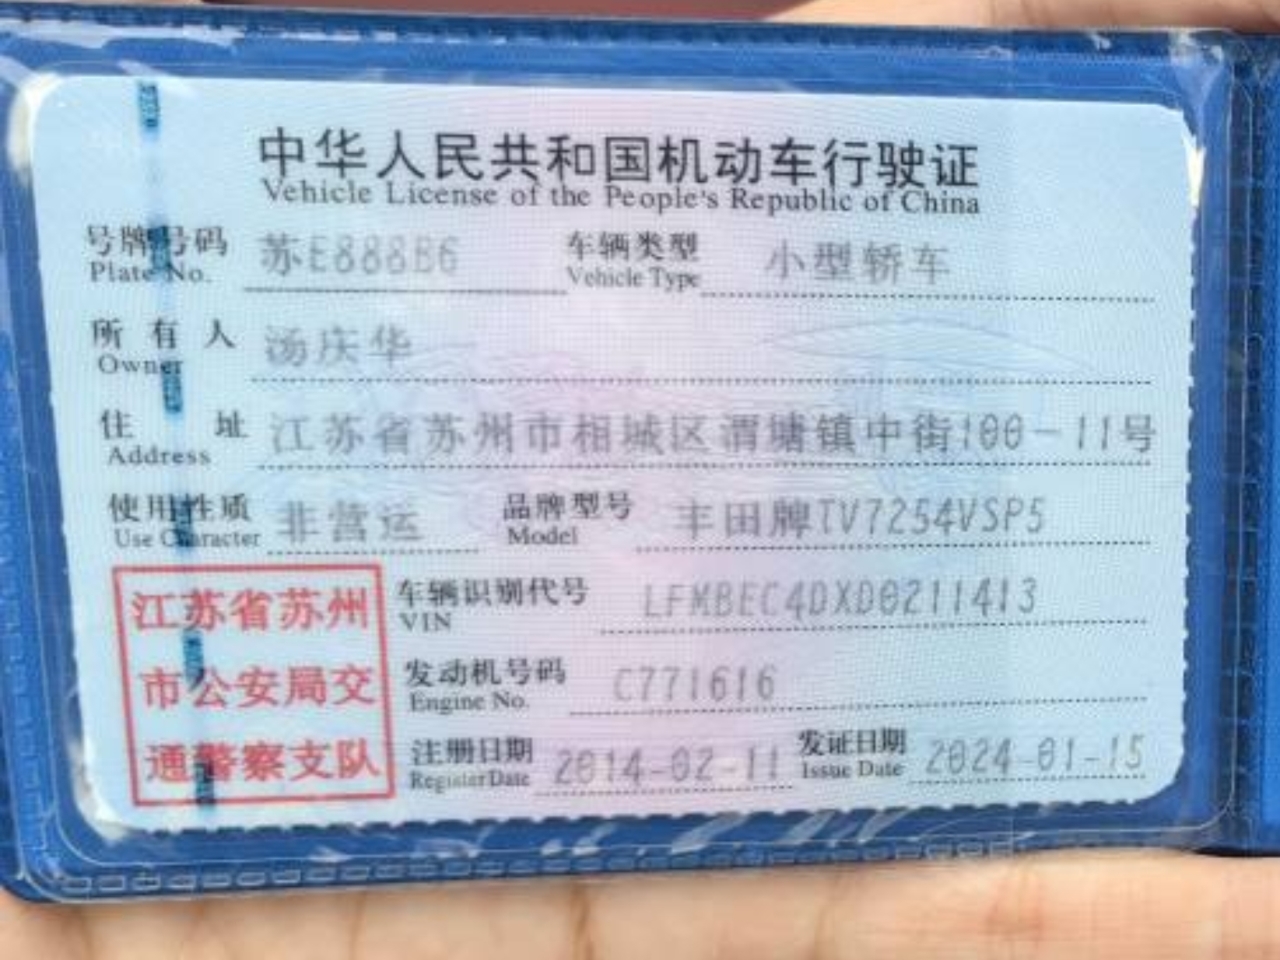 中华人民共和国机动车行驶证
Vehicle License of the People's Republic of China
号牌号码 苏E888B6 车辆类型 小型轿车
Plate No. Vehicle Type
所有人 汤庆华
Owner
住址 江苏省苏州市相城区渭塘镇中街100-11号
Address
使用性质 非营运 品牌型号 丰田牌TV7254VSP5
Use Character Model
江苏省苏州
市公安局交
通警察支队
车辆识别代号 LFMBEC4DXD0211413
VIN
发动机号码 C771616
Engine No.
注册日期 2014-02-11 发证日期 2024-01-15
Register Date Issue Date